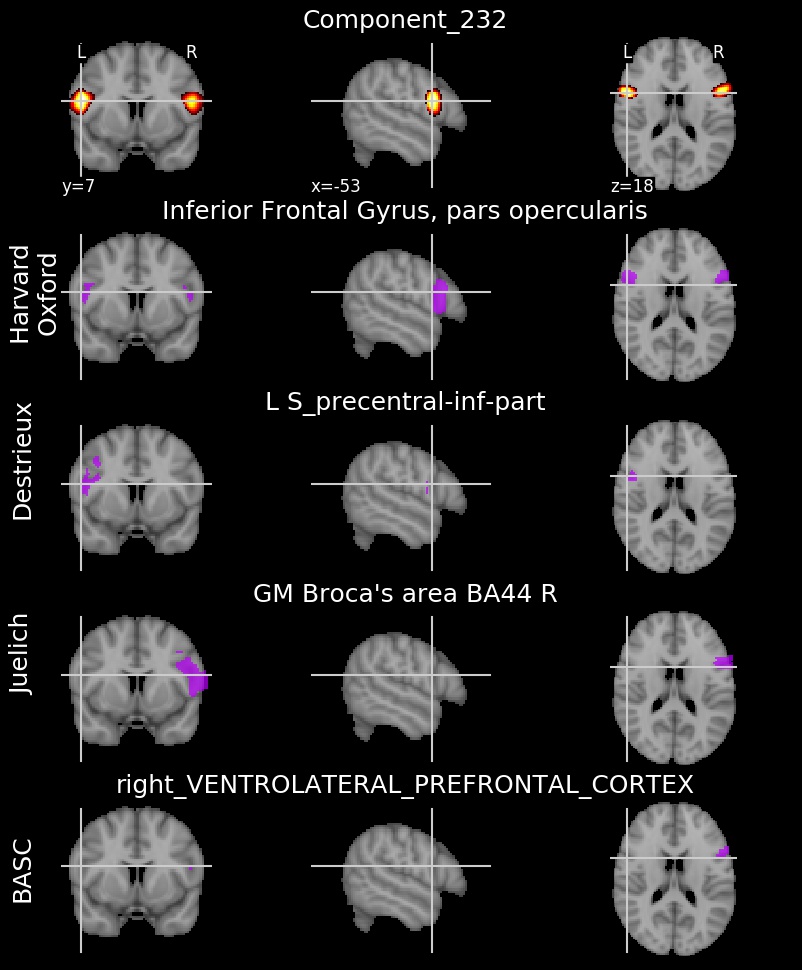 Component_232
L R
L R
y=7
x=-53
z=18
Inferior Frontal Gyrus, pars opercularis
Harvard
Oxford
L S_precentral-inf-part
Destrieux
GM Broca's area BA44 R
Juelich
right_VENTROLATERAL_PREFRONTAL_CORTEX
BASC